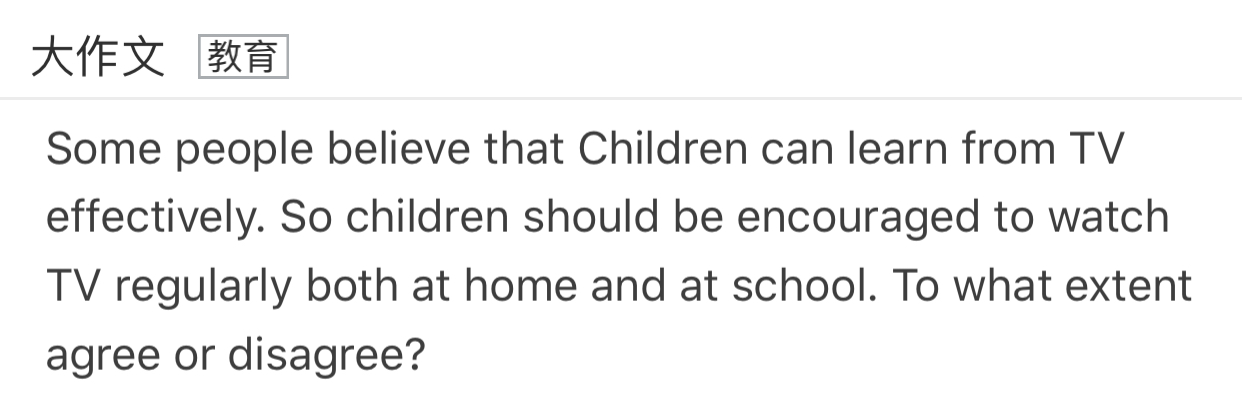 大作文 教育
Some people believe that Children can learn from TV
effectively. So children should be encouraged to watch
TV regularly both at home and at school. To what extent
agree or disagree?